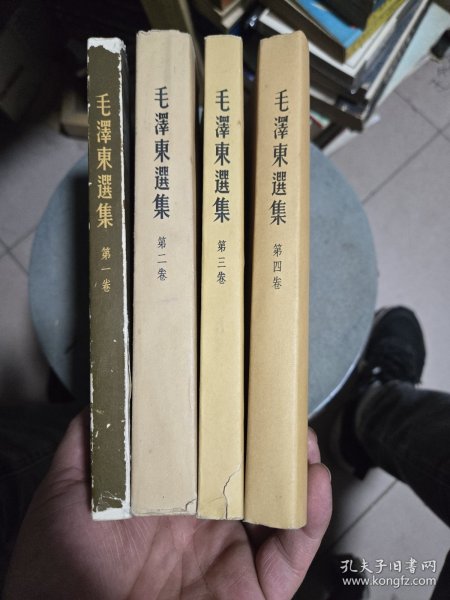 毛澤東選集 第一卷
毛澤東選集 第二卷
毛澤東選集 第三卷
毛澤東選集 第四卷
孔夫子旧书网
www.kongfz.com